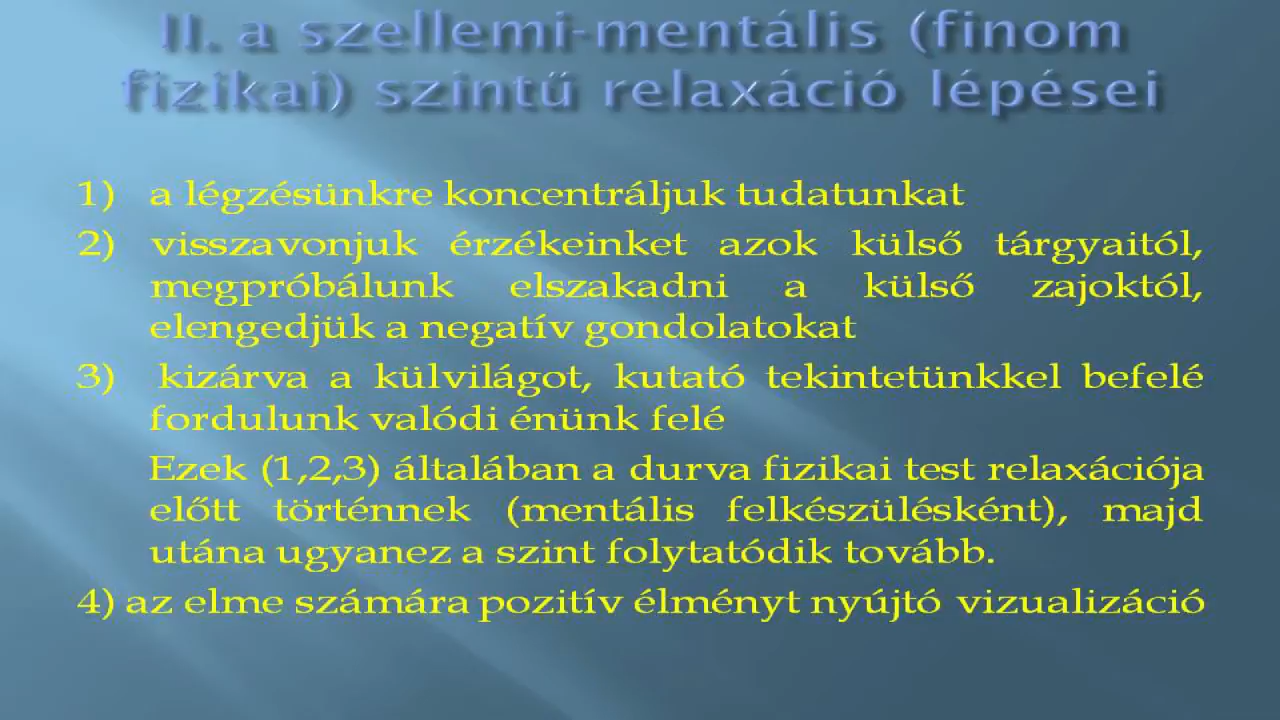 II. a szellemi-mentális (finom
fizikai) szintű relaxáció lépései
1) a légzésünkre koncentráljuk tudatunkat
2) visszavonjuk érzékeinket azok külső tárgyaitól,
megpróbálunk elszakadni a külső zajoktól,
elengedjük a negatív gondolatokat
3) kizárva a külvilágot, kutató tekintetünkkel befelé
fordulunk valódi énünk felé
Ezek (1,2,3) általában a durva fizikai test relaxációja
előtt történnek (mentális felkészülésként), majd
utána ugyanez a szint folytatódik tovább.
4) az elme számára pozitív élményt nyújtó vizualizáció